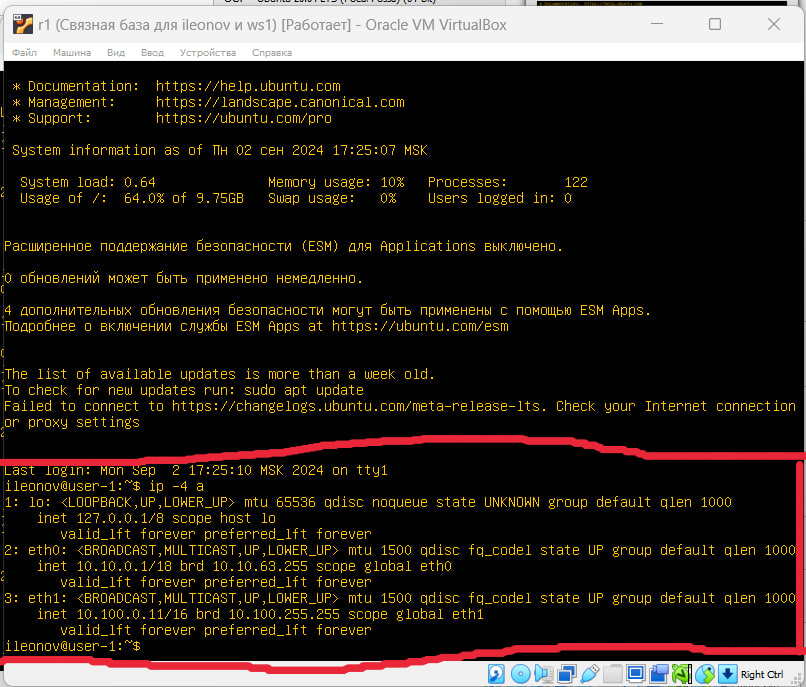 r1 (Связная база для ileonov и ws1) [Работает] - Oracle VM VirtualBox
Файл Машина Вид Ввод Устройства Справка
* Documentation: https://help.ubuntu.com
* Management: https://landscape.canonical.com
* Support: https://ubuntu.com/pro
System information as of Пн 02 сен 2024 17:25:07 MSK
System load: 0.64 Memory usage: 10% Processes: 122
Usage of /: 64.0% of 9.75GB Swap usage: 0% Users logged in: 0
Расширенное поддержание безопасности (ESM) для Applications выключено.
0 обновлений может быть применено немедленно.
4 дополнительных обновления безопасности могут быть применены с помощью ESM Apps.
Подробнее о включении службы ESM Apps at https://ubuntu.com/esm
The list of available updates is more than a week old.
To check for new updates run: sudo apt update
Failed to connect to https://changelogs.ubuntu.com/meta-release-lts. Check your Internet connection
or proxy settings
Last login: Mon Sep  2 17:25:10 MSK 2024 on tty1
ileonov@user-1:~$ ip -4 a
1: lo: <LOOPBACK,UP,LOWER_UP> mtu 65536 qdisc noqueue state UNKNOWN group default qlen 1000
inet 127.0.0.1/8 scope host lo
valid_lft forever preferred_lft forever
2: eth0: <BROADCAST,MULTICAST,UP,LOWER_UP> mtu 1500 qdisc fq_codel state UP group default qlen 1000
inet 10.10.0.1/18 brd 10.10.63.255 scope global eth0
valid_lft forever preferred_lft forever
3: eth1: <BROADCAST,MULTICAST,UP,LOWER_UP> mtu 1500 qdisc fq_codel state UP group default qlen 1000
inet 10.100.0.11/16 brd 10.100.255.255 scope global eth1
valid_lft forever preferred_lft forever
ileonov@user-1:~$
Right Ctrl